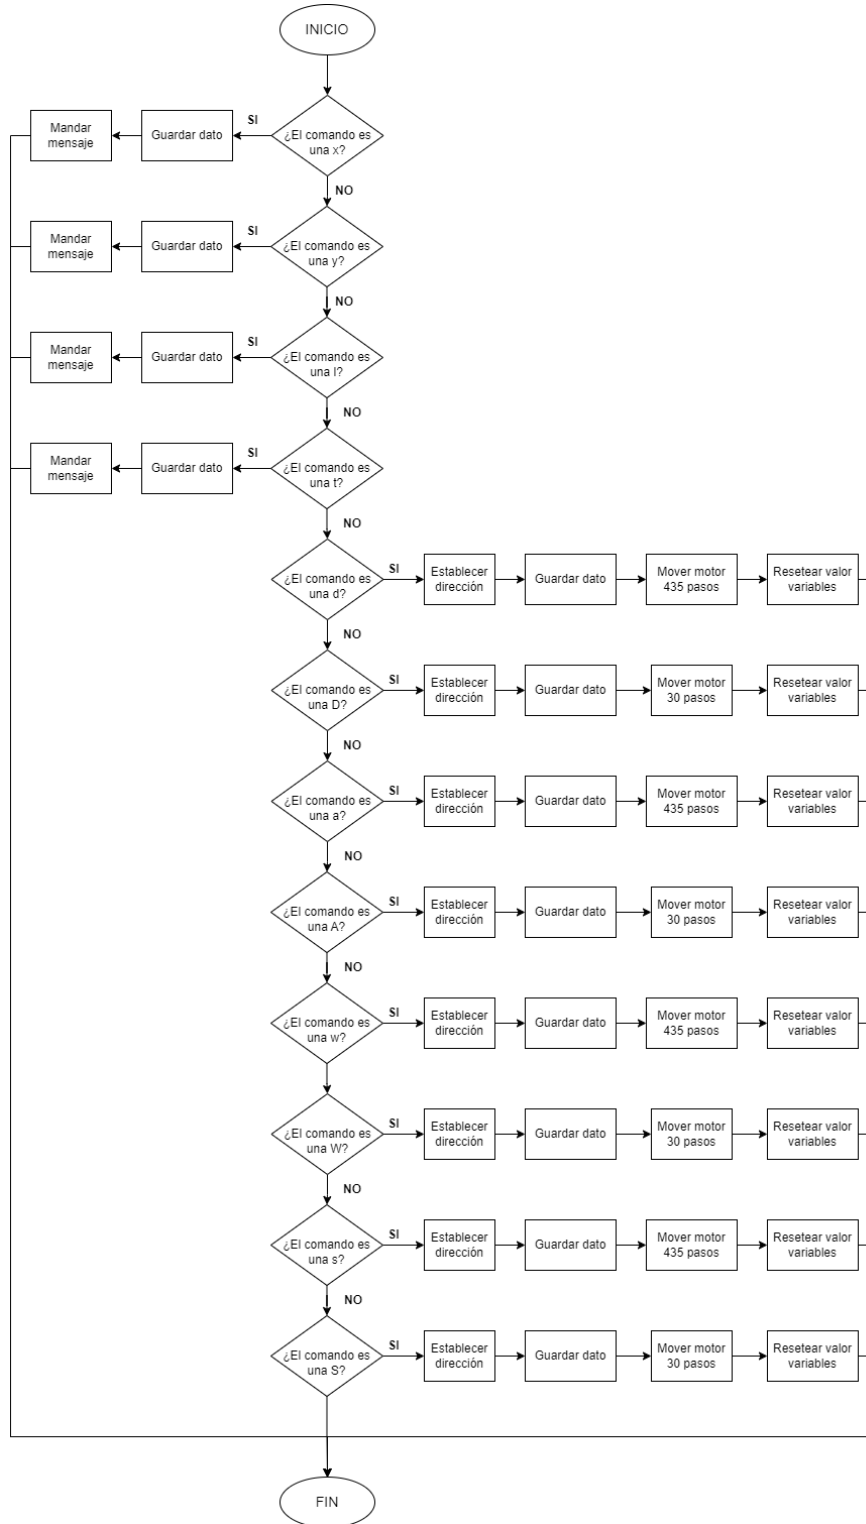 INICIO
Mandar
mensaje
Guardar dato
SI
¿El comando es
una x?
NO
Mandar
mensaje
Guardar dato
SI
¿El comando es
una y?
NO
Mandar
mensaje
Guardar dato
SI
¿El comando es
una l?
NO
Mandar
mensaje
Guardar dato
SI
¿El comando es
una t?
NO
¿El comando es
una d?
SI
Establecer
dirección
Guardar dato
Mover motor
435 pasos
Resetear valor
variables
NO
¿El comando es
una D?
SI
Establecer
dirección
Guardar dato
Mover motor
30 pasos
Resetear valor
variables
NO
¿El comando es
una a?
SI
Establecer
dirección
Guardar dato
Mover motor
435 pasos
Resetear valor
variables
NO
¿El comando es
una A?
SI
Establecer
dirección
Guardar dato
Mover motor
30 pasos
Resetear valor
variables
NO
¿El comando es
una w?
SI
Establecer
dirección
Guardar dato
Mover motor
435 pasos
Resetear valor
variables
¿El comando es
una W?
SI
Establecer
dirección
Guardar dato
Mover motor
30 pasos
Resetear valor
variables
NO
¿El comando es
una s?
SI
Establecer
dirección
Guardar dato
Mover motor
435 pasos
Resetear valor
variables
NO
¿El comando es
una S?
SI
Establecer
dirección
Guardar dato
Mover motor
30 pasos
Resetear valor
variables
FIN